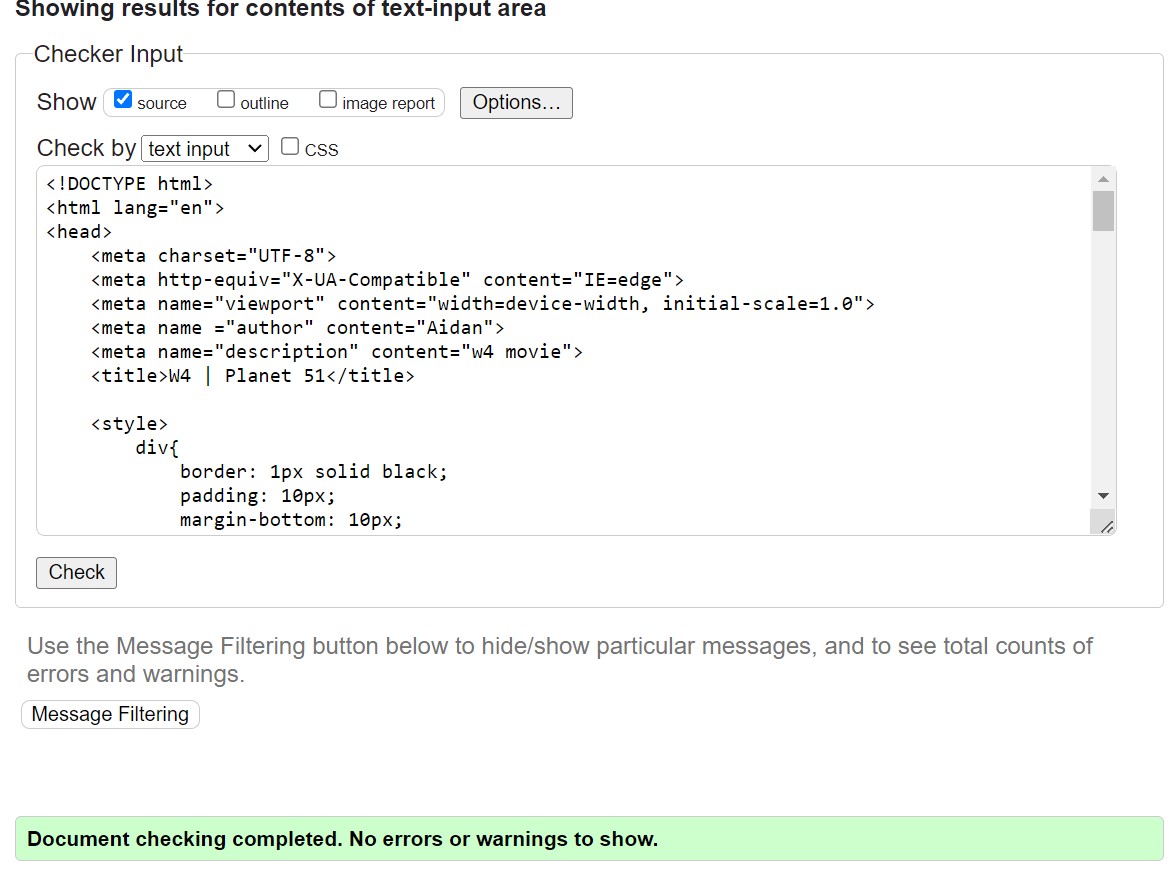 Showing results for contents of text-input area
Checker Input
Show source outline image report Options...
Check by text input CSS
<!DOCTYPE html>
<html lang="en">
<head>
    <meta charset="UTF-8">
    <meta http-equiv="X-UA-Compatible" content="IE=edge">
    <meta name="viewport" content="width=device-width, initial-scale=1.0">
    <meta name ="author" content="Aidan">
    <meta name="description" content="w4 movie">
    <title>W4 | Planet 51</title>

    <style>
        div{
            border: 1px solid black;
            padding: 10px;
            margin-bottom: 10px;
Check
Use the Message Filtering button below to hide/show particular messages, and to see total counts of
errors and warnings.
Message Filtering
Document checking completed. No errors or warnings to show.